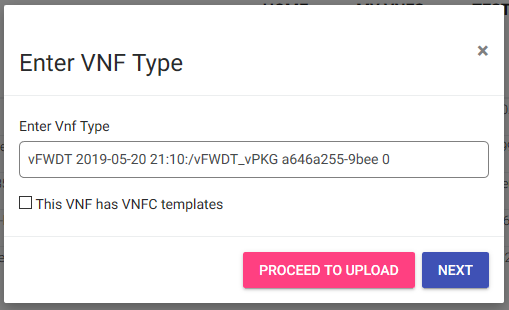 Enter VNF Type
×
Enter Vnf Type
vFWDT 2019-05-20 21:10:/vFWDT_vPKG a646a255-9bee 0
This VNF has VNFC templates
PROCEED TO UPLOAD
NEXT